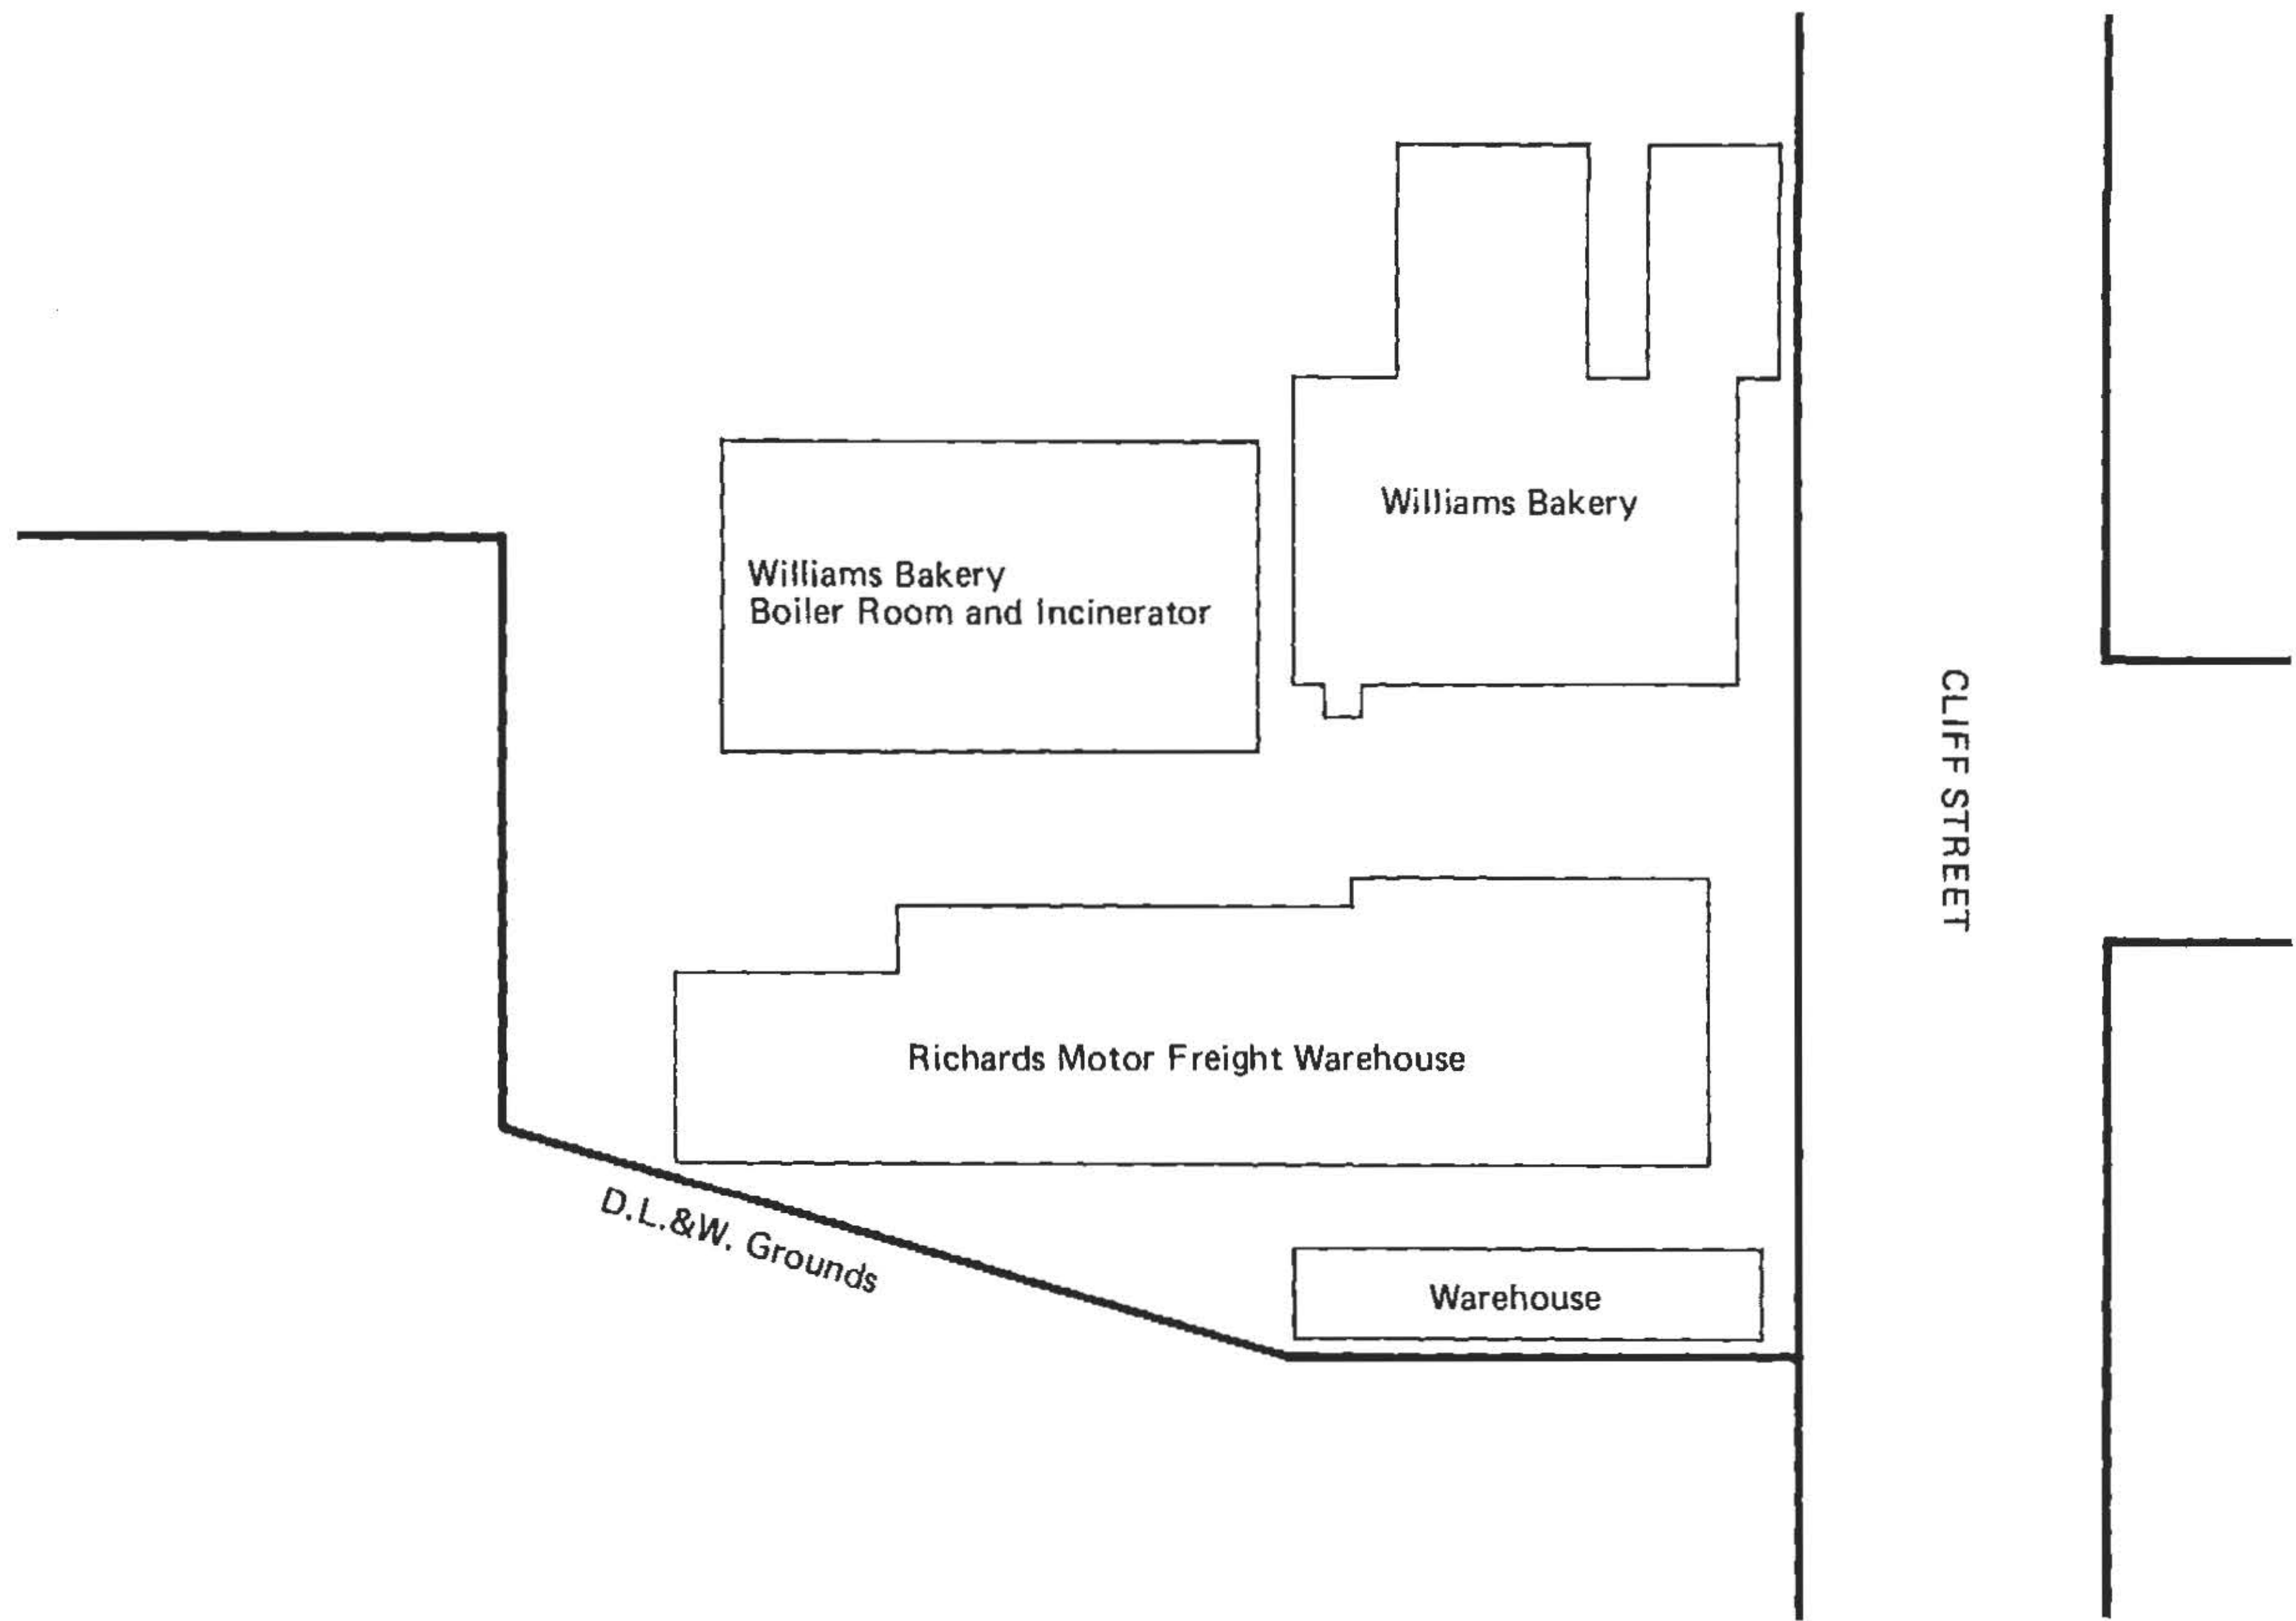 Williams Bakery
Williams Bakery
Boiler Room and Incinerator
CLIFF STREET
Richards Motor Freight Warehouse
D.L.&W. Grounds
Warehouse